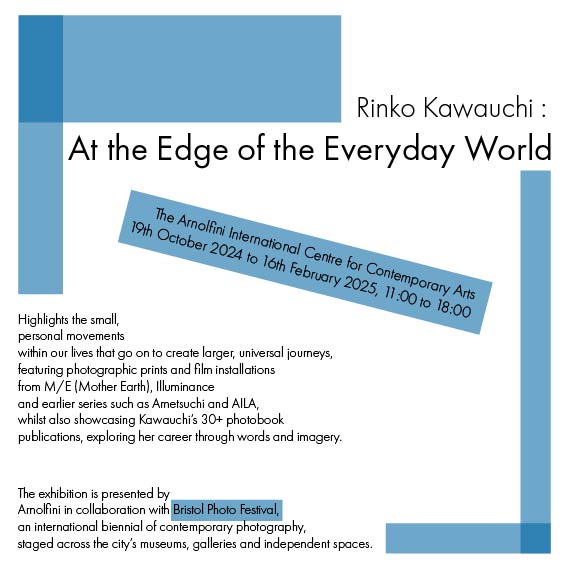 Rinko Kawauchi :
At the Edge of the Everyday World
The Arnolfini International Centre for Contemporary Arts
19th October 2024 to 16th February 2025, 11:00 to 18:00
Highlights the small,
personal movements
within our lives that go on to create larger, universal journeys,
featuring photographic prints and film installations
from M/E (Mother Earth), Illuminance
and earlier series such as Ametsuchi and AILA,
whilst also showcasing Kawauchi's 30+ photobook
publications, exploring her career through words and imagery.
The exhibition is presented by
Arnolfini in collaboration with Bristol Photo Festival,
an international biennial of contemporary photography,
staged across the city's museums, galleries and independent spaces.